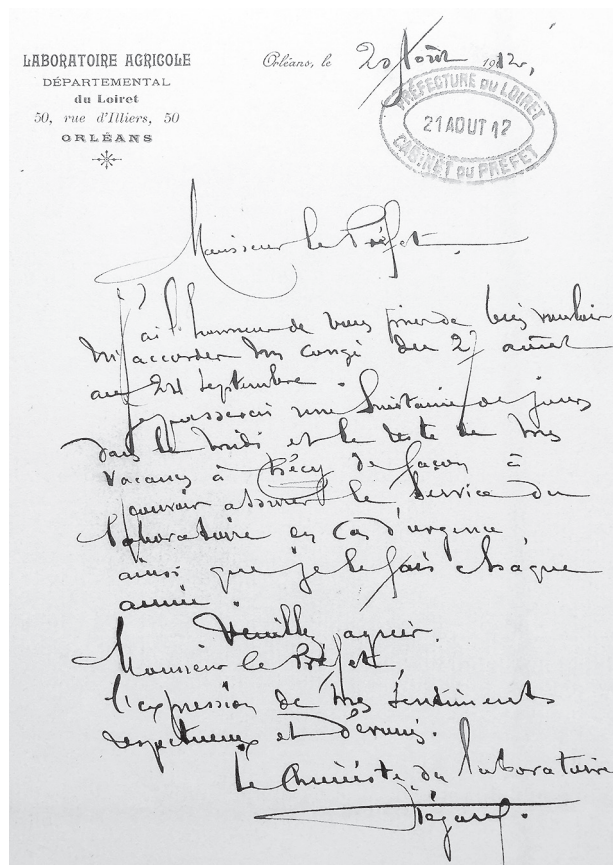 LABORATOIRE AGRICOLE
DÉPARTEMENTAL
du Loiret
50, rue d'Illiers, 50
ORLÉANS
Orléans, le 20 Août 1912,
PRÉFECTURE DU LOIRET
21 AOUT 12
CABINET DU PRÉFET
Monsieur le Préfet
J'ai l'honneur de vous prier de bien vouloir
m'accorder un congé du 27 août
au 24 Septembre.
Je passerai une huitaine de jours
dans le midi et le reste de mes
vacances à Chécy de façon à
pouvoir assurer le service du
laboratoire en cas d'urgence
ainsi que je le fais chaque
année
Veuillez agréer,
Monsieur le Préfet,
l'expression de mes sentiments
respectueux et dévoués.
Le Chimiste du laboratoire